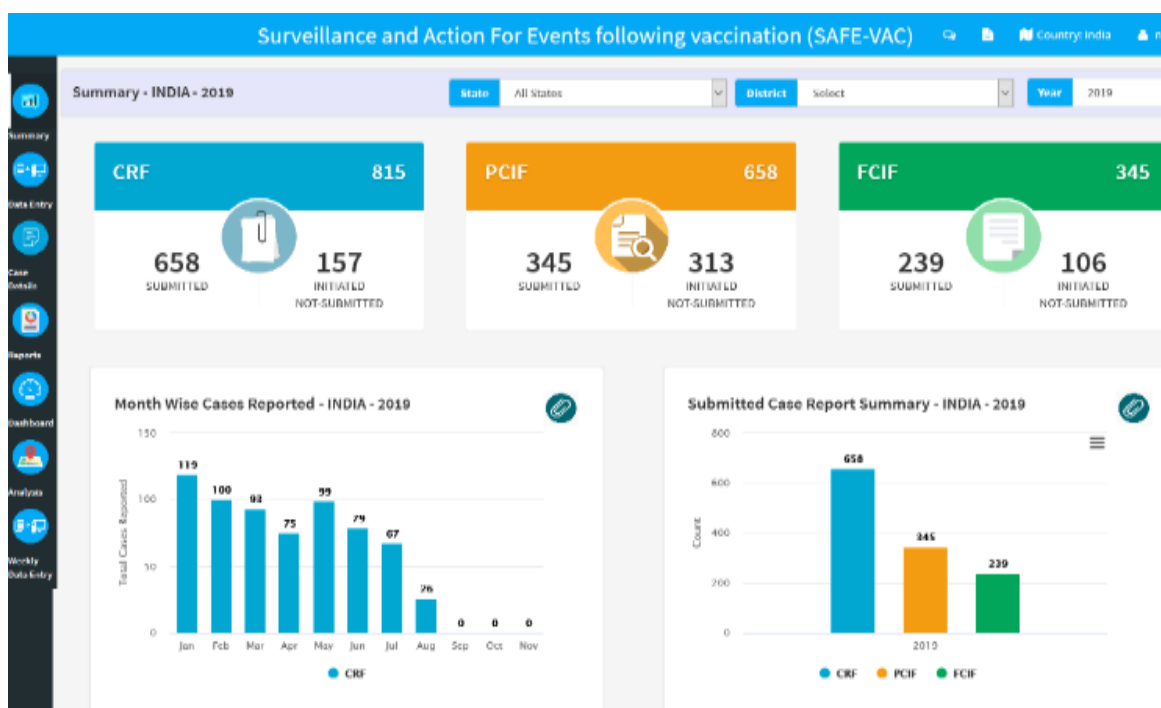 Surveillance and Action For Events following vaccination (SAFE-VAC)
Country: India
Summary - INDIA - 2019
State
All States
District
Select
Year
2019
Summary
Data Entry
Case
Details
Reports
Dashboard
Analysis
Weekly
Data Entry
CRF 815
658
SUBMITTED
157
INITIATED
NOT-SUBMITTED
PCIF 658
345
SUBMITTED
313
INITIATED
NOT-SUBMITTED
FCIF 345
239
SUBMITTED
106
INITIATED
NOT-SUBMITTED
Month Wise Cases Reported - INDIA - 2019
Total Cases Reported
150
100
50
0
119
100
93
75
99
79
67
26
0
0
0
Jan Feb Mar Apr May Jun Jul Aug Sep Oct Nov
CRF
Submitted Case Report Summary - INDIA - 2019
Count
800
600
400
200
0
658
345
239
2019
CRF PCIF FCIF